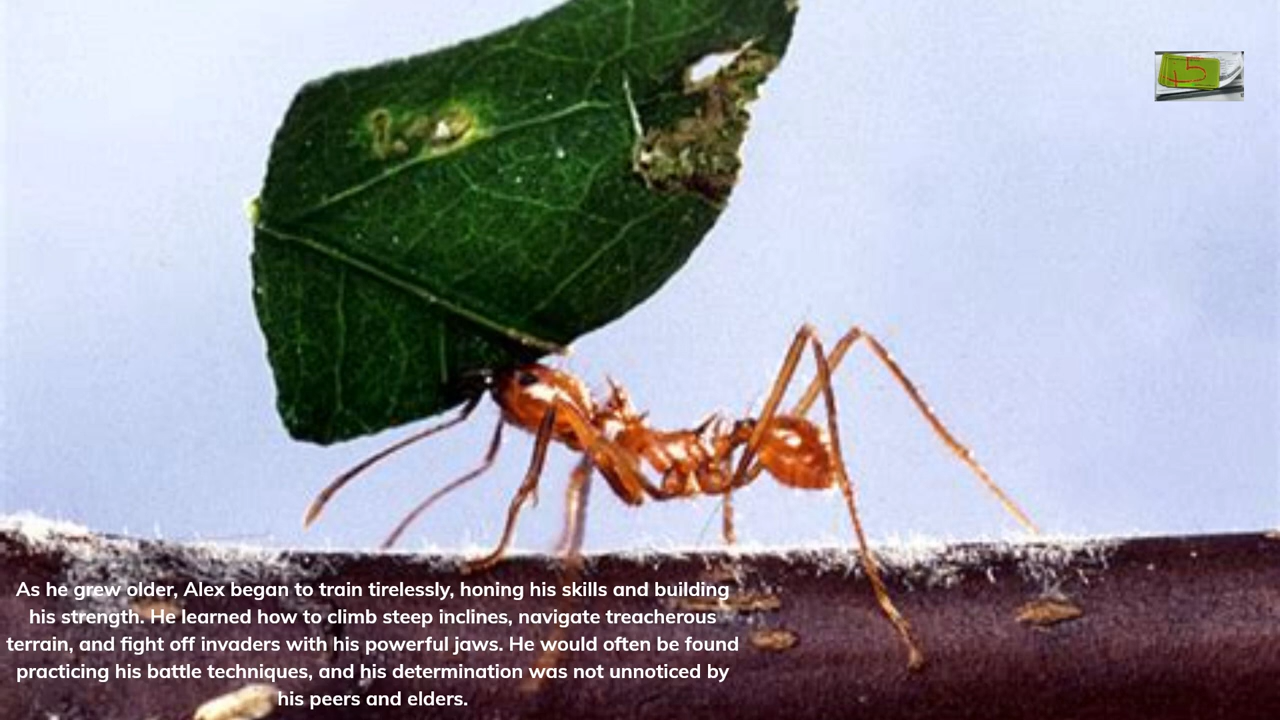 +5
As he grew older, Alex began to train tirelessly, honing his skills and building
his strength. He learned how to climb steep inclines, navigate treacherous
terrain, and fight off invaders with his powerful jaws. He would often be found
practicing his battle techniques, and his determination was not unnoticed by
his peers and elders.